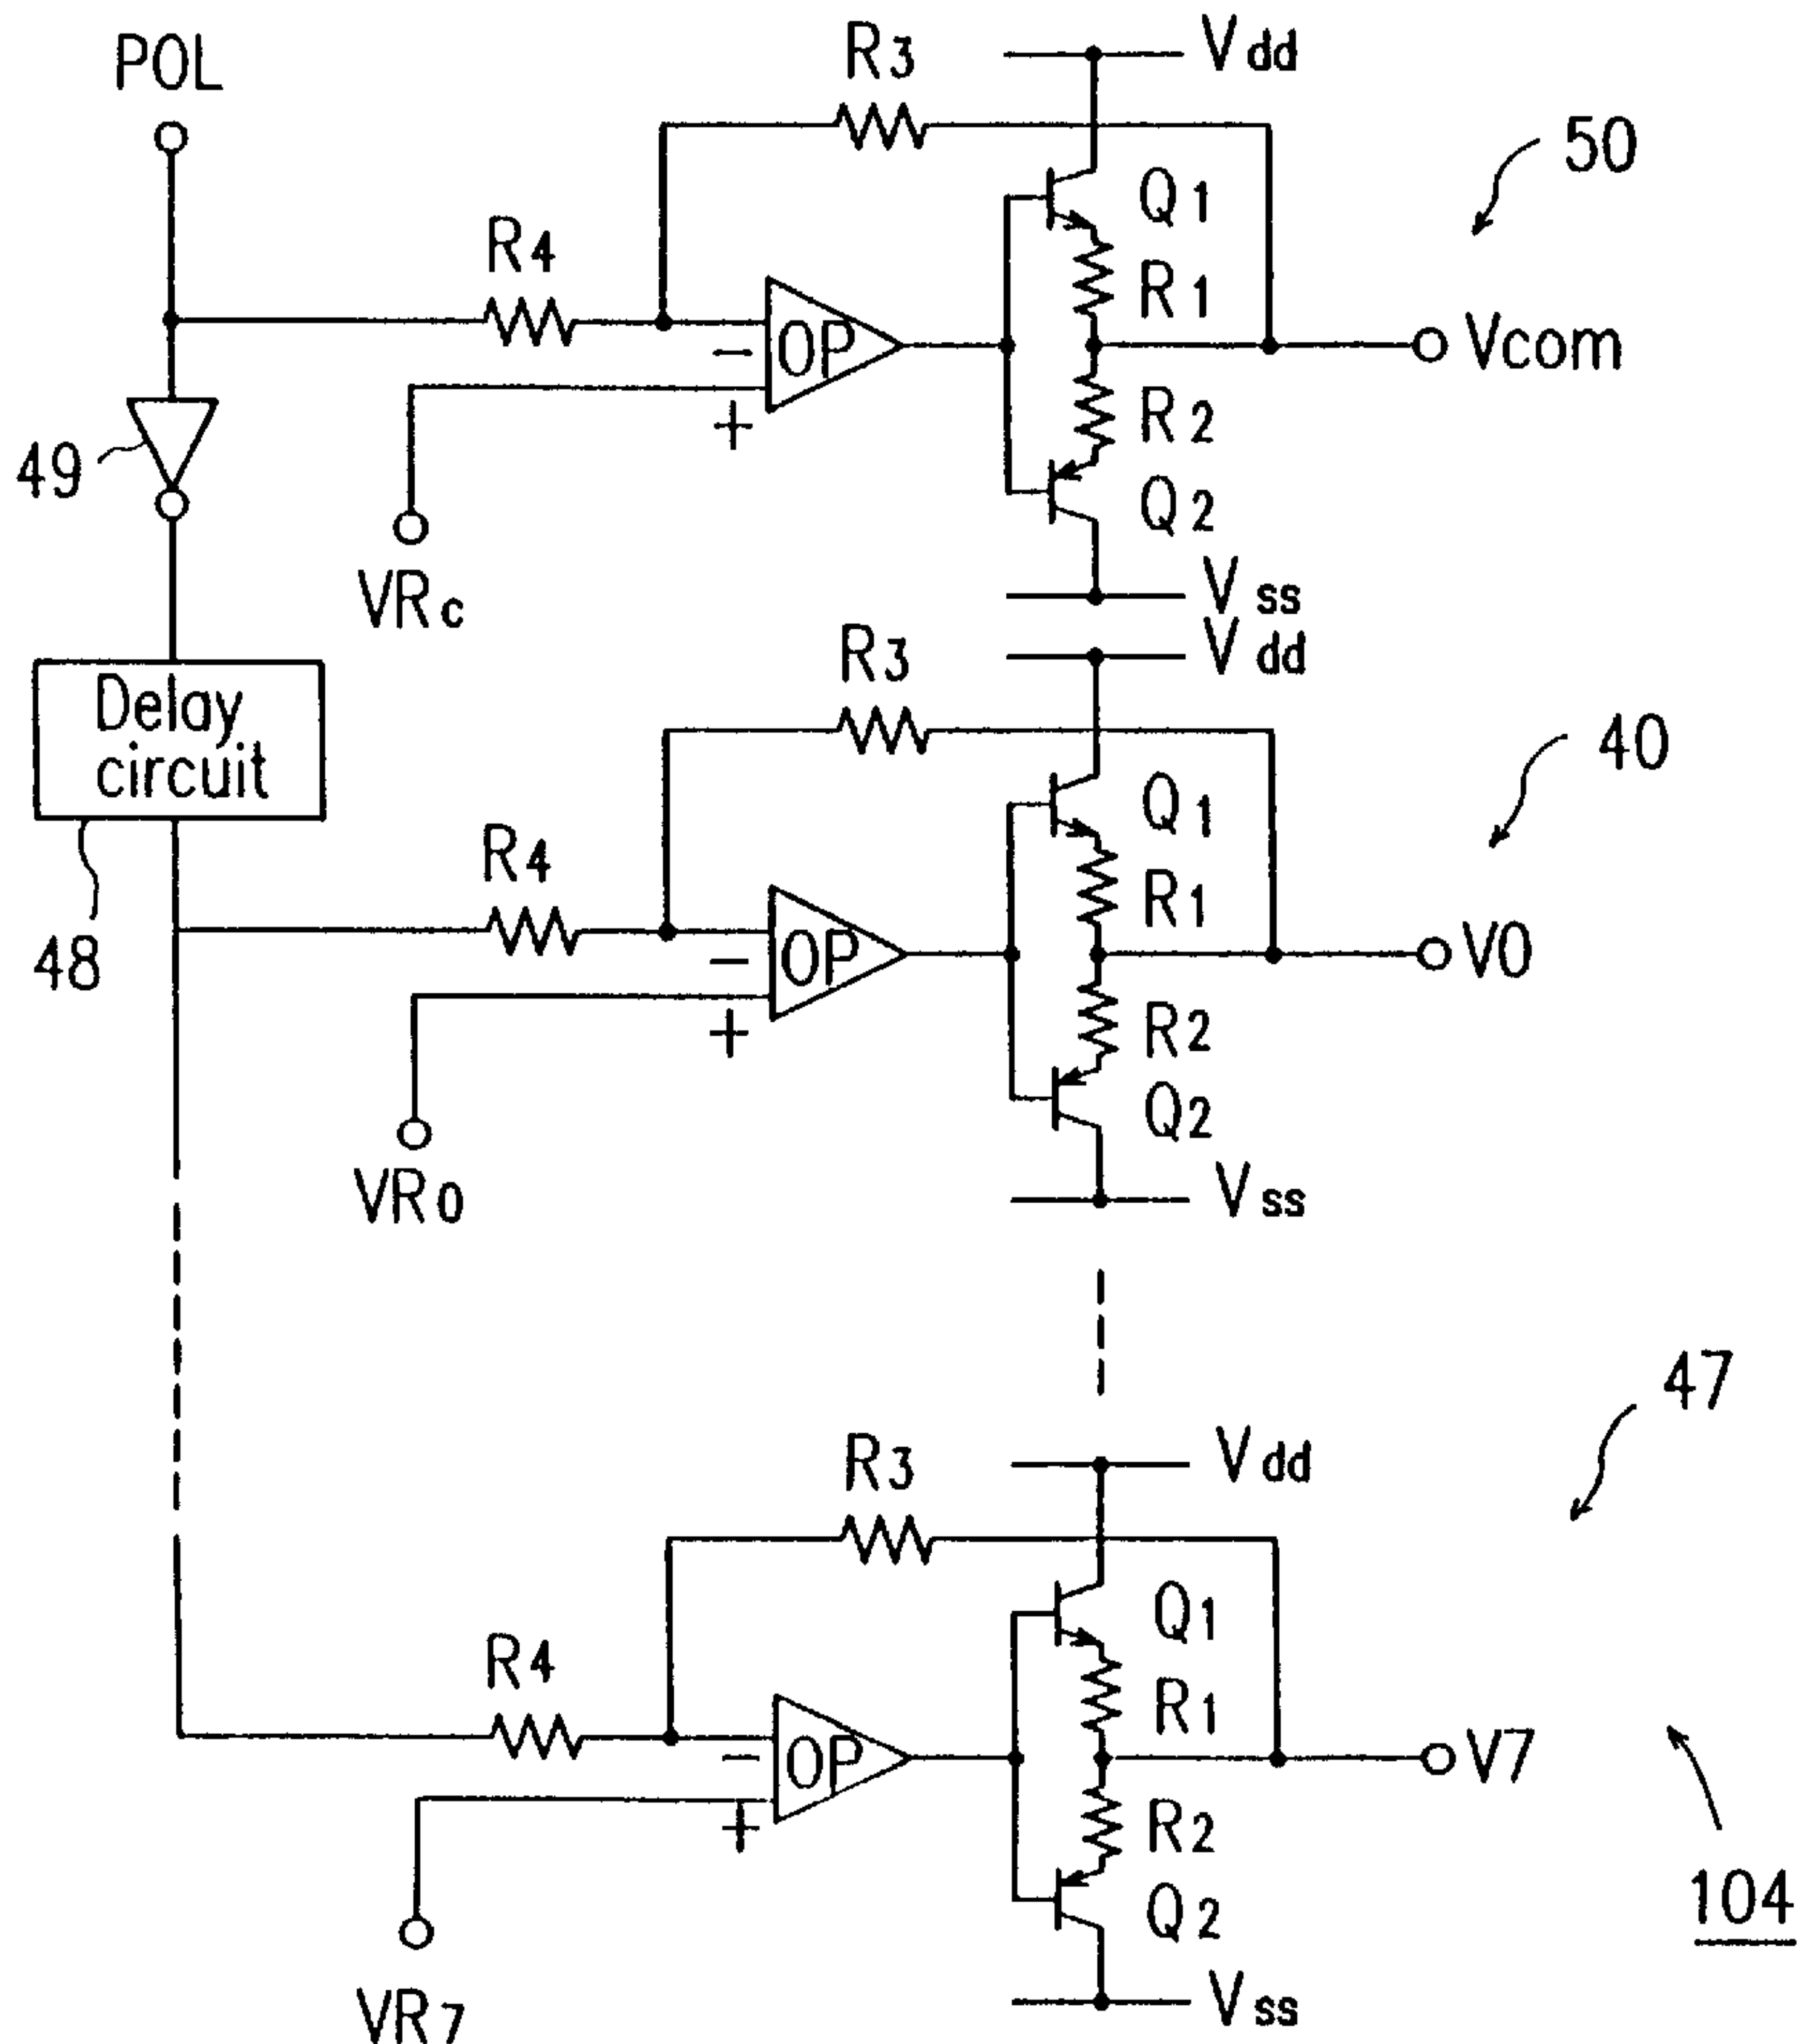 POL
R3
Vdd
50
Q1
R4
R1
OP
Vcom
−
+
R2
49
Q2
VRc
Vss
Vdd
R3
Delay
circuit
40
Q1
R4
R1
48
OP
V0
−
+
R2
Q2
VR0
Vss
47
Vdd
R3
Q1
R4
R1
OP
V7
−
+
R2
Q2
104
VR7
Vss